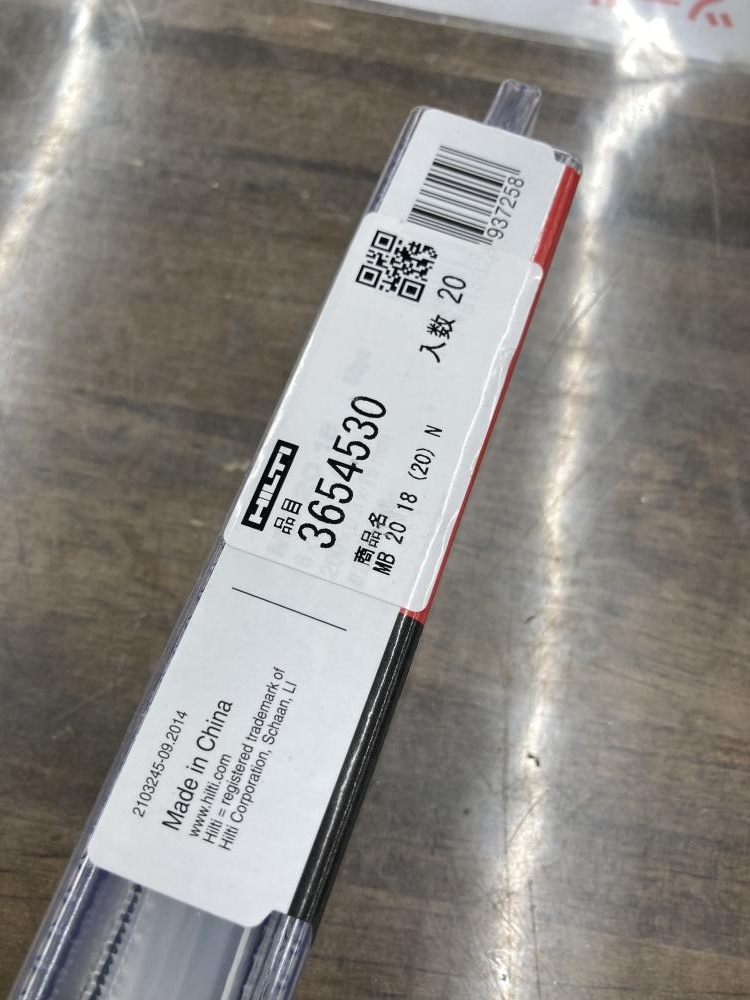 937258
入数 20
HILTI
品目
3654530
商品名
MB 20 18 (20) N
2103245-09.2014
Made in China
www.hilti.com
Hilti = registered trademark of
Hilti Corporation, Schaan, LI